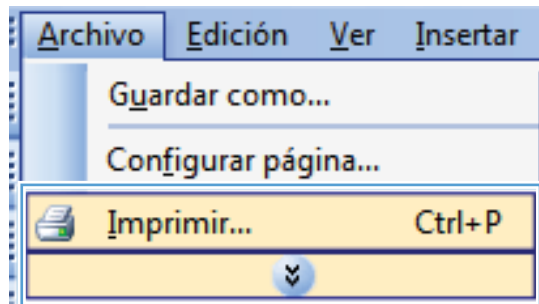 Archivo Edición Ver Insertar
Guardar como...
Configurar página...
Imprimir... Ctrl+P